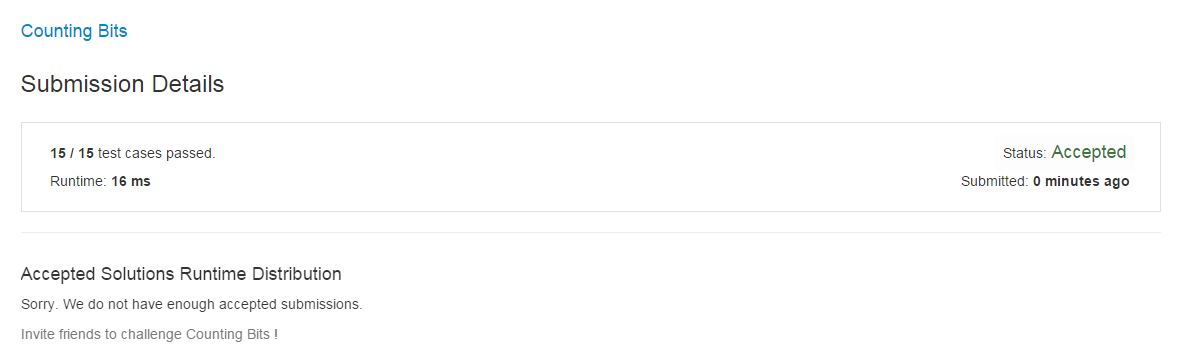 Counting Bits
Submission Details
15 / 15 test cases passed.
Status: Accepted
Runtime: 16 ms
Submitted: 0 minutes ago
Accepted Solutions Runtime Distribution
Sorry. We do not have enough accepted submissions.
Invite friends to challenge Counting Bits !